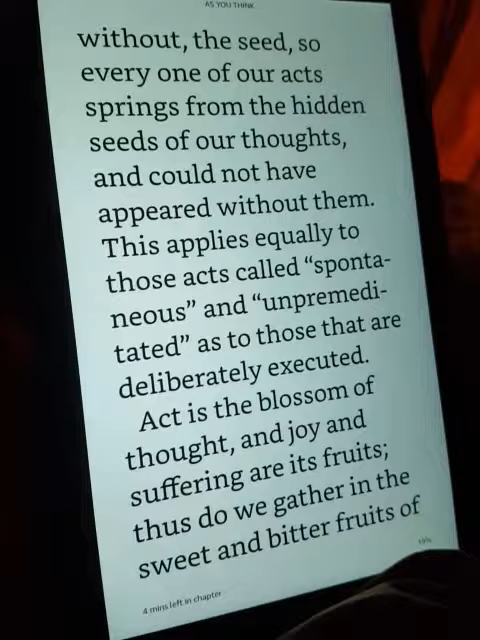 AS YOU THINK
without, the seed, so
every one of our acts
springs from the hidden
seeds of our thoughts,
and could not have
appeared without them.
This applies equally to
those acts called “sponta-
neous” and “unpremedi-
tated” as to those that are
deliberately executed.
Act is the blossom of
thought, and joy and
suffering are its fruits;
thus do we gather in the
sweet and bitter fruits of
4 mins left in chapter